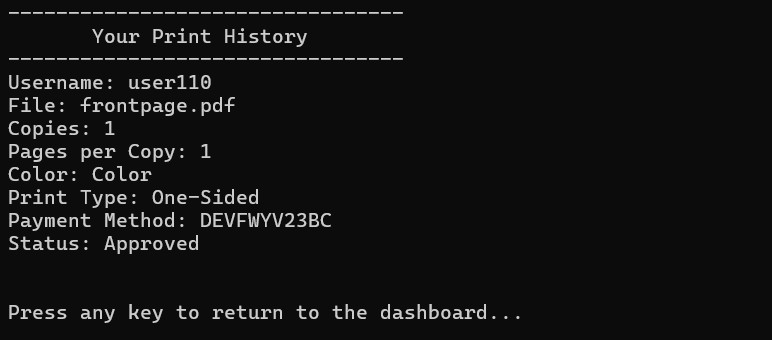 ---------------------------------
Your Print History
---------------------------------
Username: user110
File: frontpage.pdf
Copies: 1
Pages per Copy: 1
Color: Color
Print Type: One-Sided
Payment Method: DEVFWYV23BC
Status: Approved
Press any key to return to the dashboard...